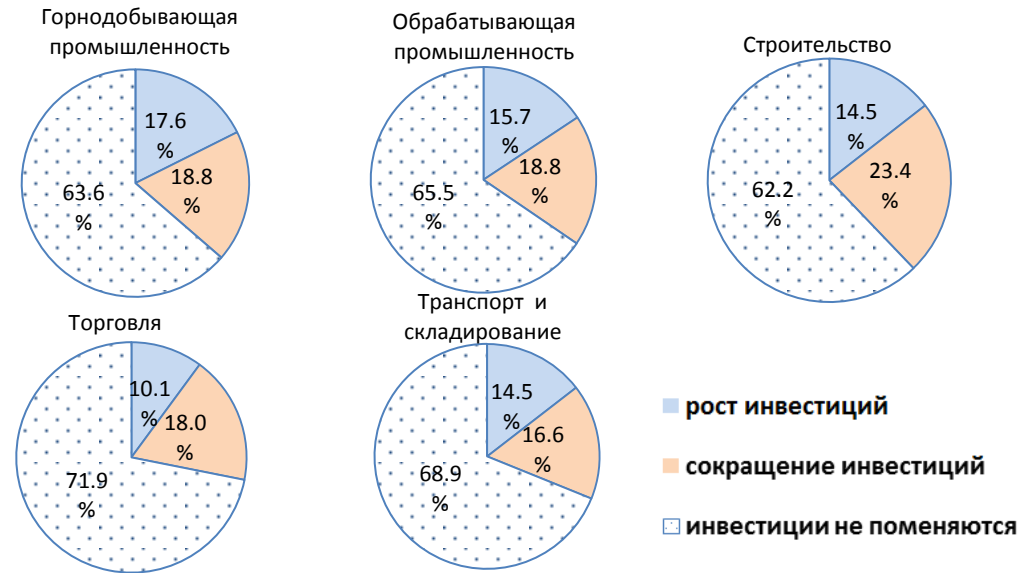 Горнодобывающая
промышленность
17.6
%
18.8
%
63.6
%
Обрабатывающая
промышленность
15.7
%
18.8
%
65.5
%
Строительство
14.5
%
23.4
%
62.2
%
Торговля
10.1
%
18.0
%
71.9
%
Транспорт и
складирование
14.5
%
16.6
%
68.9
%
рост инвестиций
сокращение инвестиций
инвестиции не поменяются